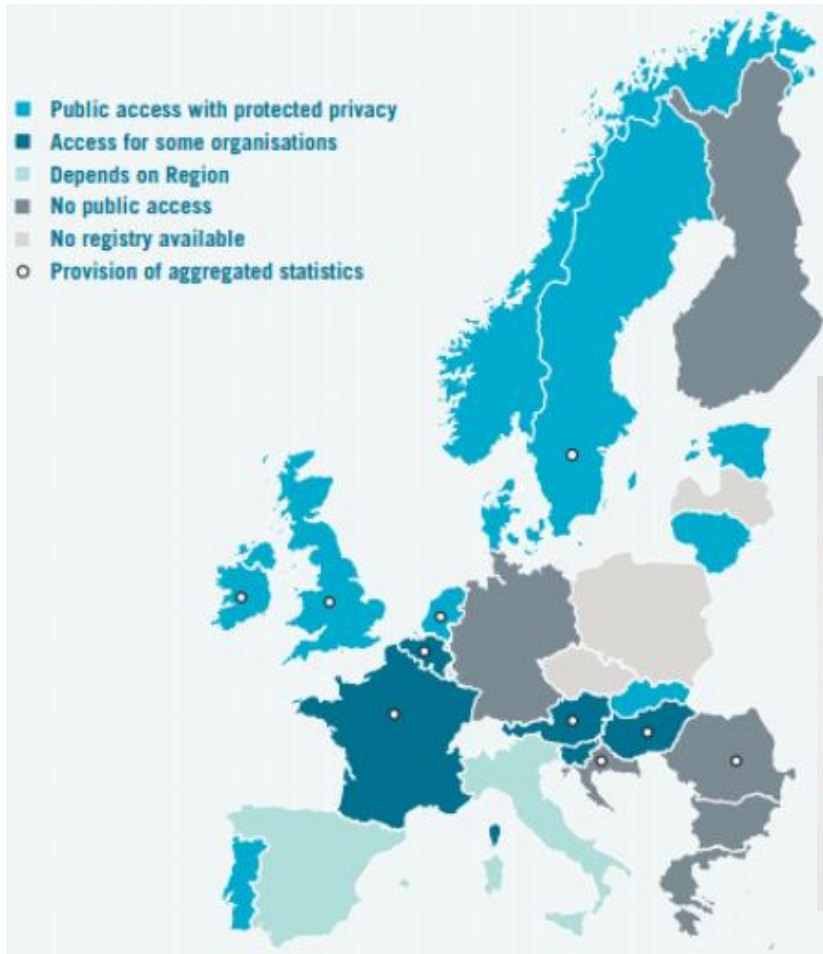 Public access with protected privacy
Access for some organisations
Depends on Region
No public access
No registry available
Provision of aggregated statistics